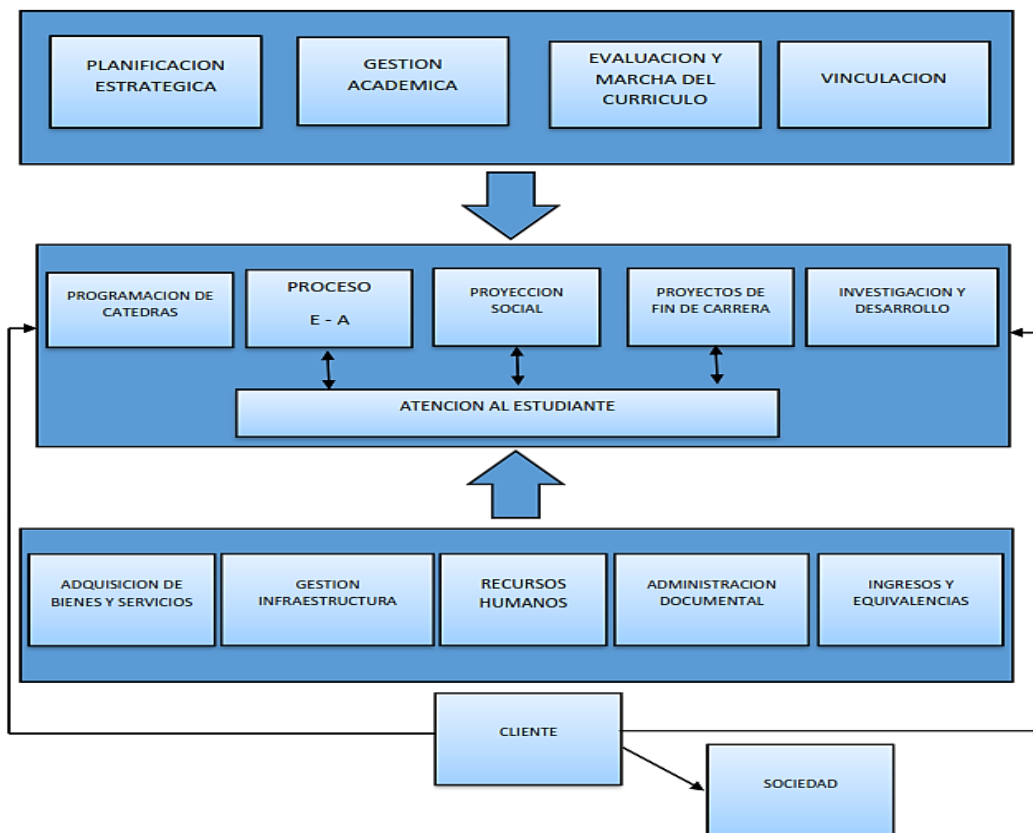 PLANIFICACION
ESTRATEGICA
GESTION
ACADEMICA
EVALUACION Y
MARCHA DEL
CURRICULO
VINCULACION
PROGRAMACION DE
CATEDRAS
PROCESO
E - A
PROYECCION
SOCIAL
PROYECTOS DE
FIN DE CARRERA
INVESTIGACION Y
DESARROLLO
ATENCION AL ESTUDIANTE
ADQUISICION DE
BIENES Y SERVICIOS
GESTION
INFRAESTRUCTURA
RECURSOS
HUMANOS
ADMINISTRACION
DOCUMENTAL
INGRESOS Y
EQUIVALENCIAS
CLIENTE
SOCIEDAD